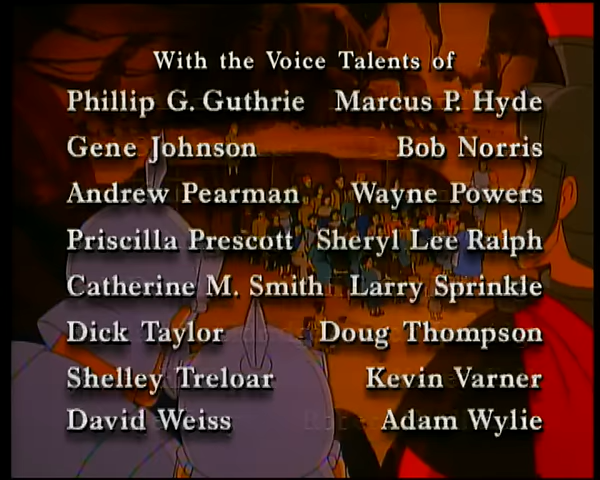 With the Voice Talents of
Phillip G. Guthrie Marcus P. Hyde
Gene Johnson Bob Norris
Andrew Pearman Wayne Powers
Priscilla Prescott Sheryl Lee Ralph
Catherine M. Smith Larry Sprinkle
Dick Taylor Doug Thompson
Shelley Treloar Kevin Varner
David Weiss Adam Wylie